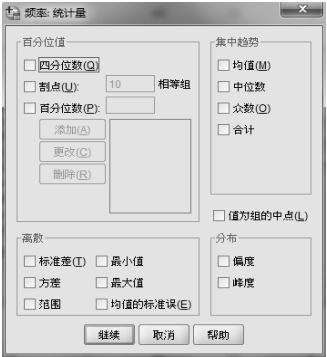 频率: 统计量
百分位值
四分位数(Q)
割点(U): 10 相等组
百分位数(P):
添加(A)
更改(C)
删除(R)
集中趋势
均值(M)
中位数
众数(O)
合计
值为组的中点(L)
离散
标准差(T) 最小值
方差 最大值
范围 均值的标准误(E)
分布
偏度
峰度
继续 取消 帮助